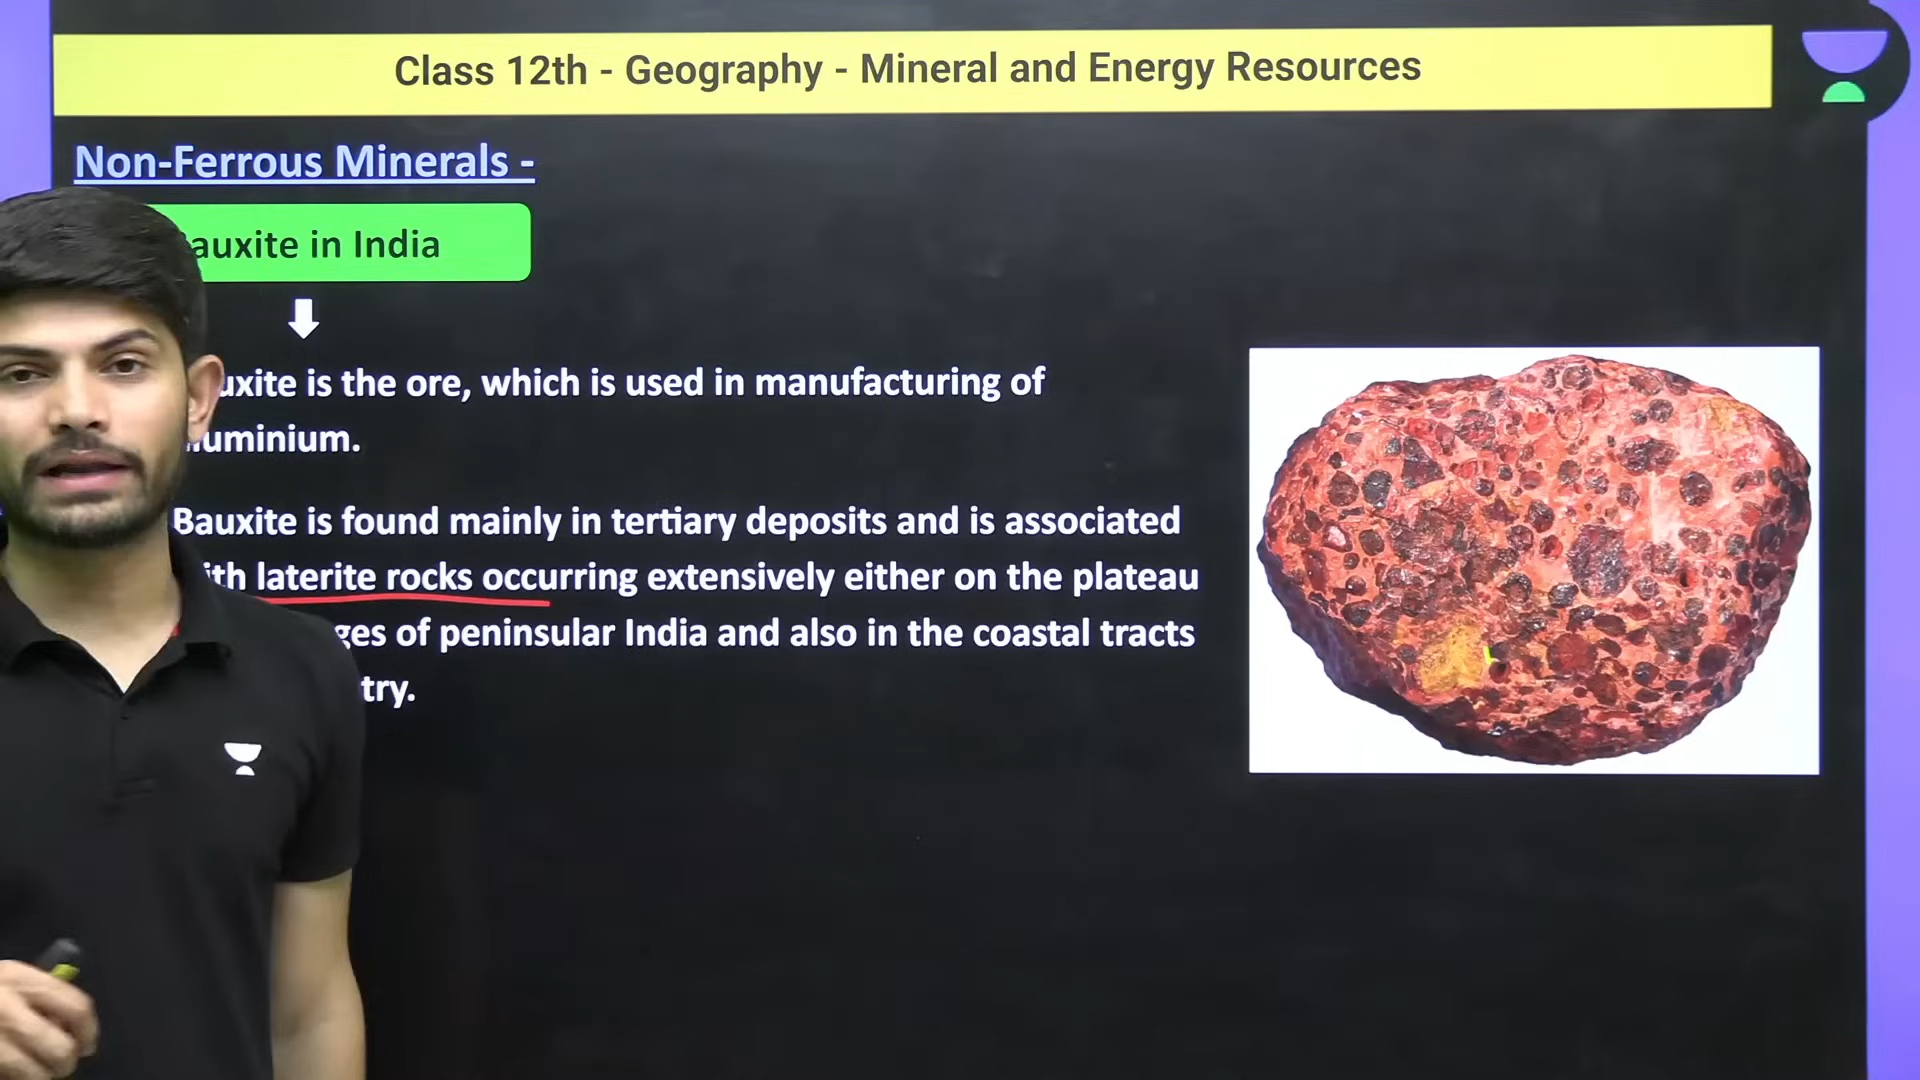 Class 12th - Geography - Mineral and Energy Resources
Non-Ferrous Minerals -
auxite in India
uxite is the ore, which is used in manufacturing of
uminium.
Bauxite is found mainly in tertiary deposits and is associated
ith laterite rocks occurring extensively either on the plateau
ges of peninsular India and also in the coastal tracts
try.